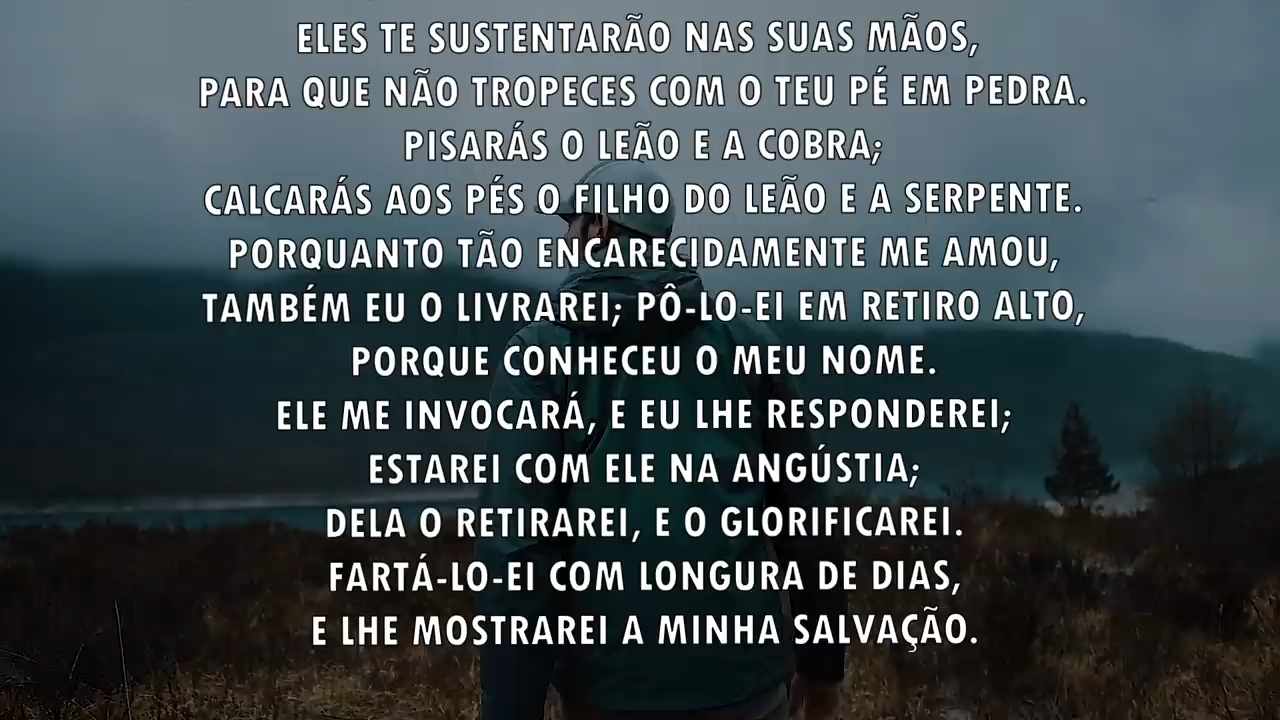 ELES TE SUSTENTARÃO NAS SUAS MÃOS,
PARA QUE NÃO TROPECES COM O TEU PÉ EM PEDRA.
PISARÁS O LEÃO E A COBRA;
CALCARÁS AOS PÉS O FILHO DO LEÃO E A SERPENTE.
PORQUANTO TÃO ENCARECIDAMENTE ME AMOU,
TAMBÉM EU O LIVRAREI; PÔ-LO-EI EM RETIRO ALTO,
PORQUE CONHECEU O MEU NOME.
ELE ME INVOCARÁ, E EU LHE RESPONDEREI;
ESTAREI COM ELE NA ANGÚSTIA;
DELA O RETIRAREI, E O GLORIFICAREI.
FARTÁ-LO-EI COM LONGURA DE DIAS,
E LHE MOSTRAREI A MINHA SALVAÇÃO.